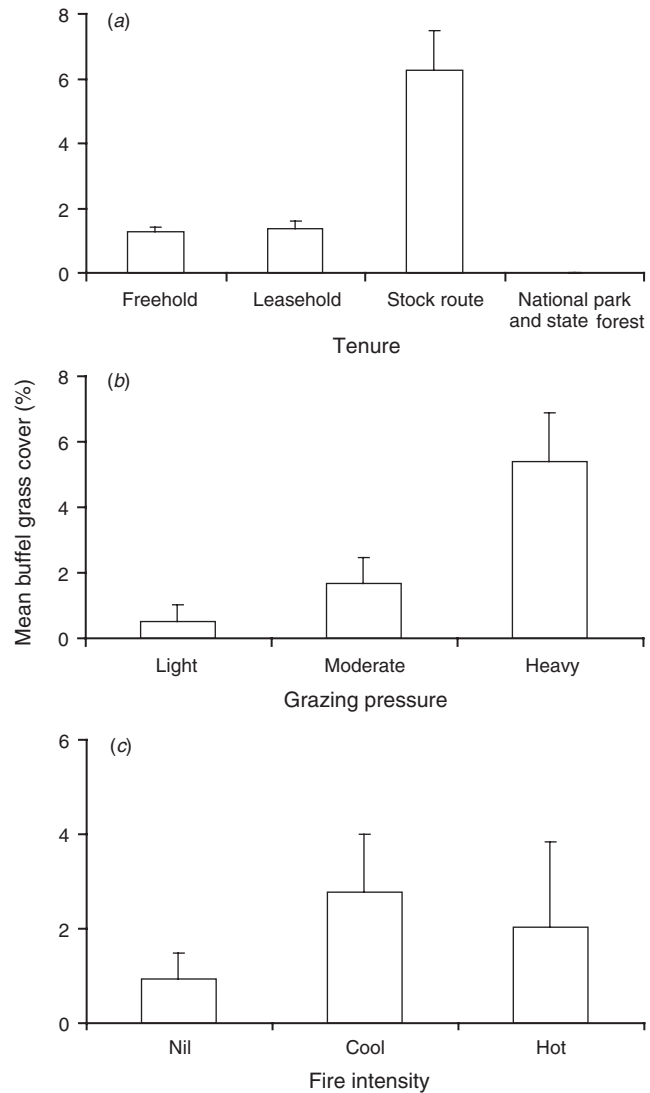 Mean buffel grass cover (%)
(a)
8
6
4
2
0
Freehold Leasehold Stock route National park
and state forest
Tenure
(b)
8
6
4
2
0
Light Moderate Heavy
Grazing pressure
(c)
6
4
2
0
Nil Cool Hot
Fire intensity